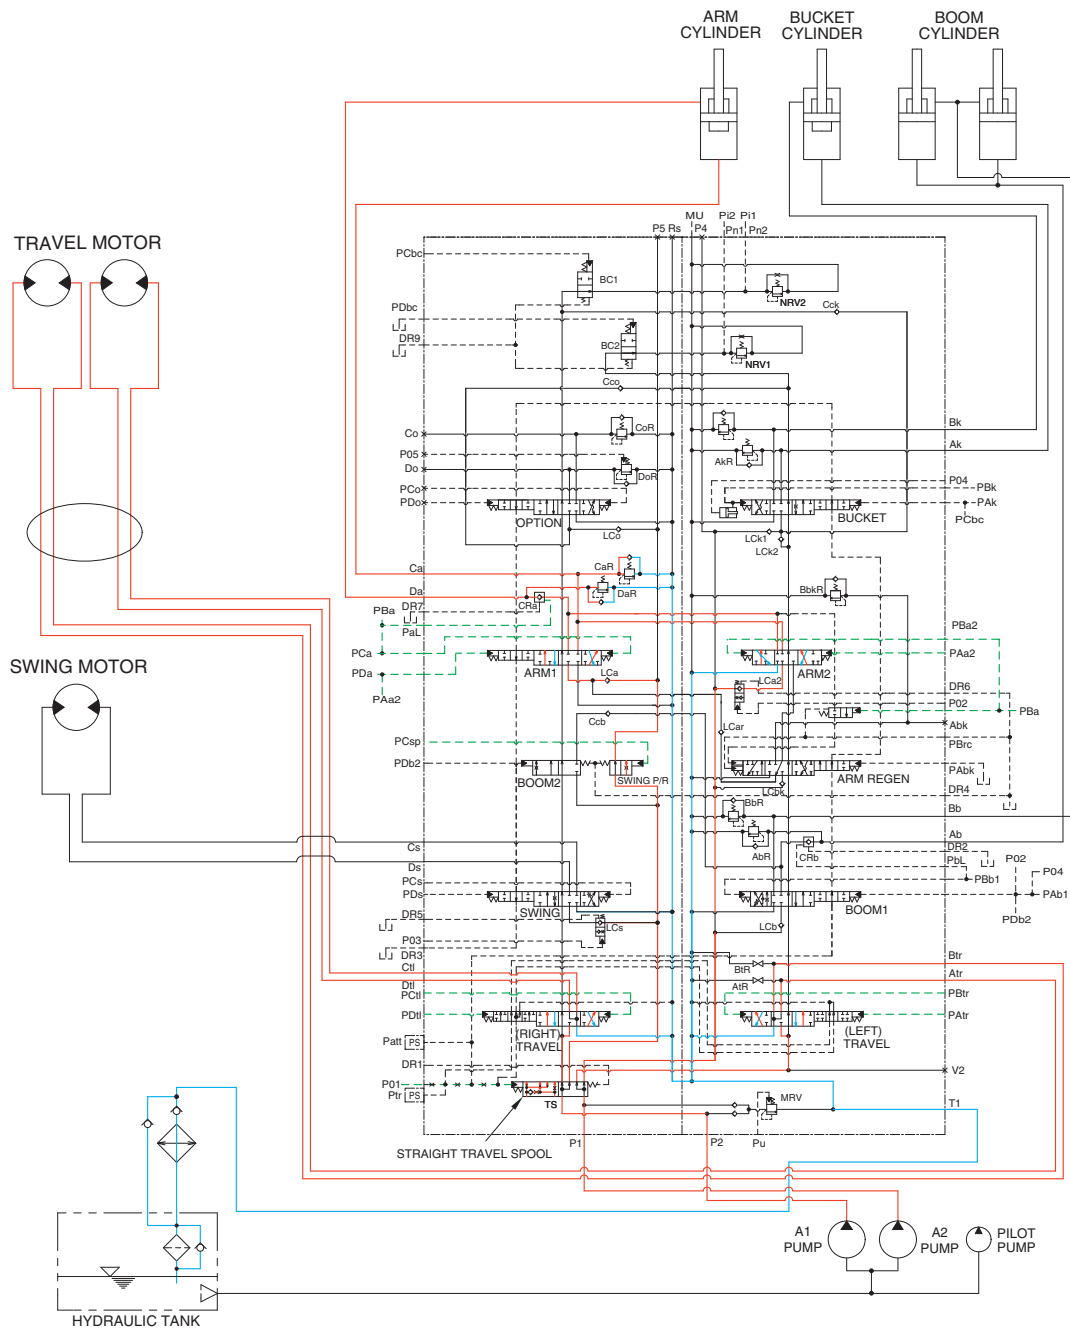 ARM
CYLINDER
BUCKET
CYLINDER
BOOM
CYLINDER
TRAVEL MOTOR
SWING MOTOR
P5 Rs
MU
P4
Pi2 Pi1
Pn1 Pn2
PCbc
BC1
NRV2
Cck
PDbc
DR9
BC2
NRV1
Cco
Co
CoR
Bk
Ak
P05
AkR
Do
DoR
P04
PCo
PBk
PDo
PAk
OPTION
BUCKET
PCbc
LCo
LCk1
LCk2
Ca
CaR
Da
DaR
CRa
BbkR
DR7
PBa
PaL
PBa2
PCa
PAa2
PDa
ARM1
ARM2
LCa
LCa2
PAa2
DR6
P02
PBa
Ccb
LCar
Abk
PCsp
PBrc
PDb2
PAbk
BOOM2
SWING P/R
ARM REGEN
LCbk
DR4
BbR
Bb
Cs
AbR
CRb
Ab
DR2
Ds
PbL
P02
PCs
PBb1
P04
PDs
PAb1
SWING
BOOM1
PDb2
DR5
LCs
LCb
P03
DR3
Btr
Ctl
BtR
Atr
Dtl
AtR
PCtl
PBtr
PDtl
PAtr
(RIGHT)
TRAVEL
(LEFT)
TRAVEL
Patt
PS
DR1
V2
P01
Ptr
PS
TS
MRV
T1
STRAIGHT TRAVEL SPOOL
P1
P2
Pu
A1
PUMP
A2
PUMP
PILOT
PUMP
HYDRAULIC TANK